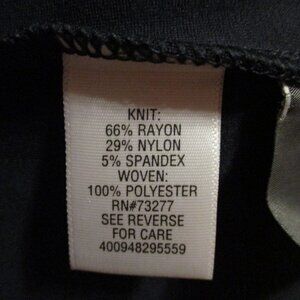 KNIT:
66% RAYON
29% NYLON
5% SPANDEX
WOVEN:
100% POLYESTER
RN#73277
SEE REVERSE
FOR CARE
400948295559